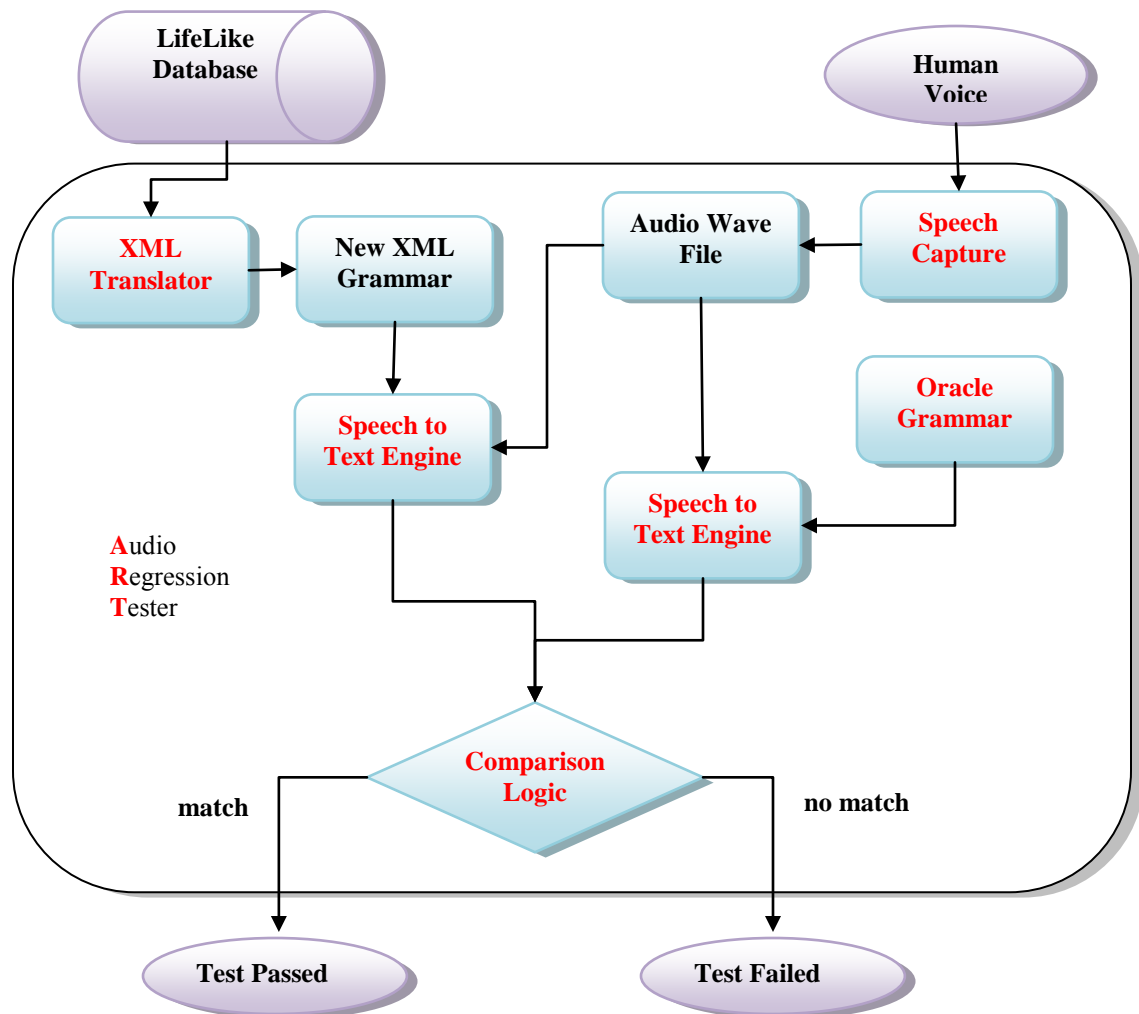 LifeLike
Database
Human
Voice
XML
Translator
New XML
Grammar
Audio Wave
File
Speech
Capture
Speech to
Text Engine
Oracle
Grammar
Speech to
Text Engine
Audio
Regression
Tester
Comparison
Logic
match
no match
Test Passed
Test Failed